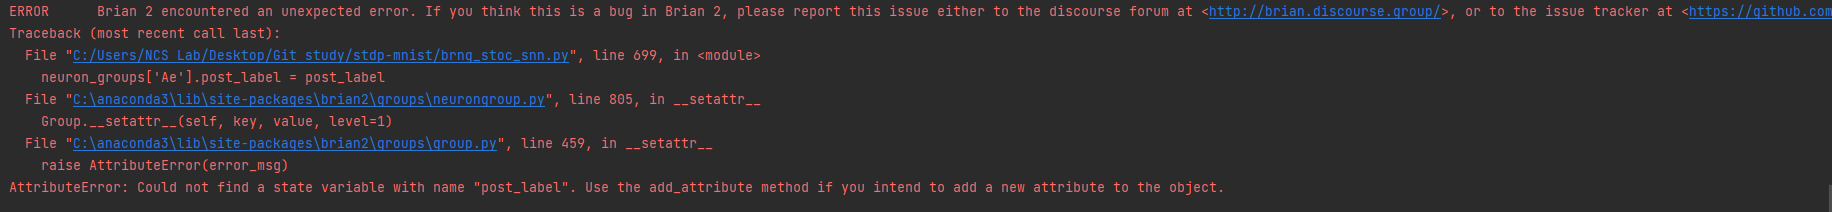 ERROR      Brian 2 encountered an unexpected error. If you think this is a bug in Brian 2, please report this issue either to the discourse forum at <http://brian.discourse.group/>, or to the issue tracker at <https://github.com
Traceback (most recent call last):
  File "C:/Users/NCS Lab/Desktop/Git study/stdp-mnist/brnq_stoc_snn.py", line 699, in <module>
    neuron_groups['Ae'].post_label = post_label
  File "C:\anaconda3\lib\site-packages\brian2\groups\neurongroup.py", line 805, in __setattr__
    Group.__setattr__(self, key, value, level=1)
  File "C:\anaconda3\lib\site-packages\brian2\groups\group.py", line 459, in __setattr__
    raise AttributeError(error_msg)
AttributeError: Could not find a state variable with name "post_label". Use the add_attribute method if you intend to add a new attribute to the object.